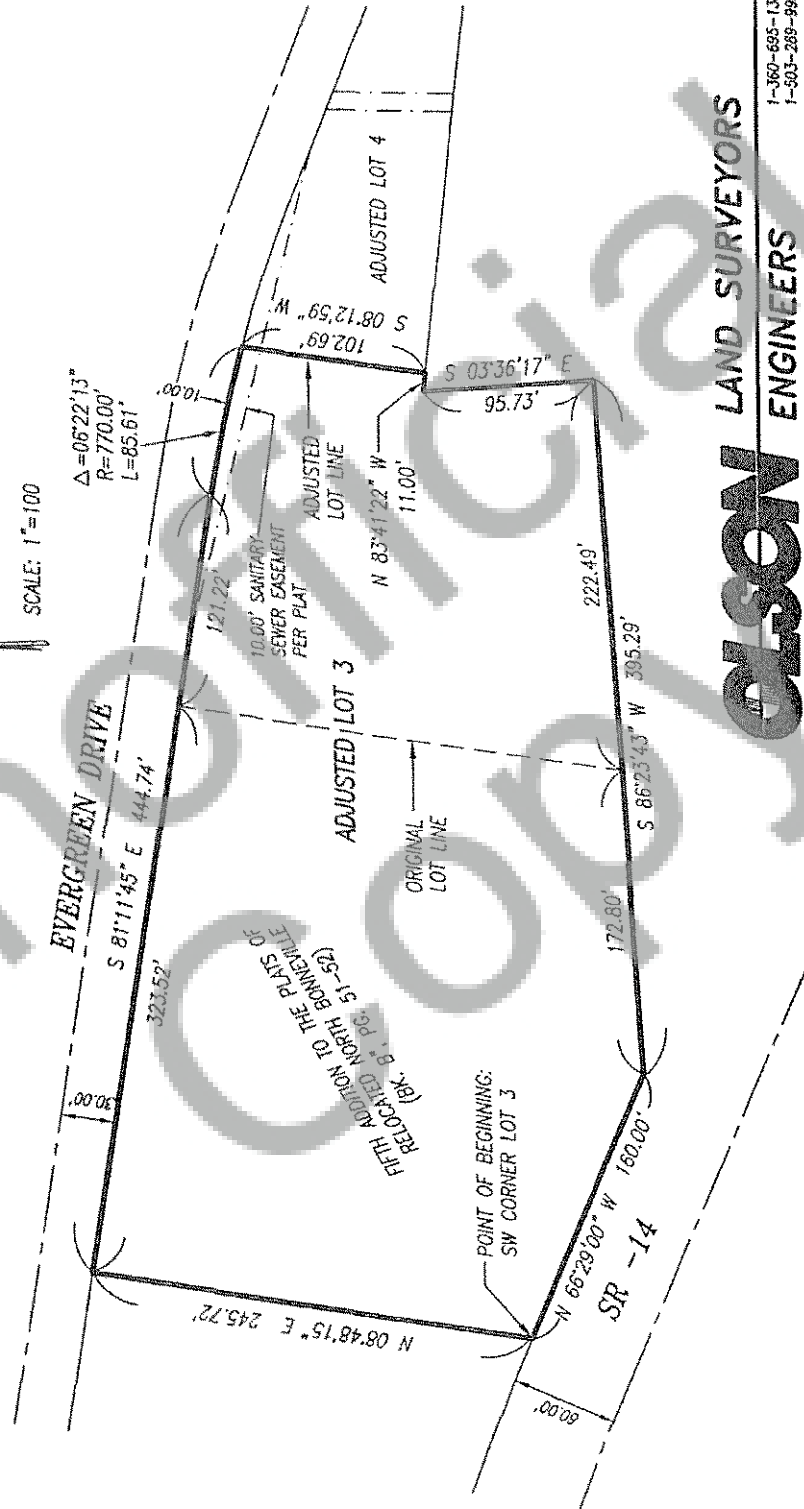 SCALE: 1"=100
EVERGREEN DRIVE
S 81°11'45" E 444.74'
30.00'
323.52'
121.22'
Δ=06°22'13"
R=770.00'
L=85.61'
10.00'
10.00' SANITARY
SEWER EASEMENT
PER PLAT
ADJUSTED
LOT LINE
S 08°12'59" W
102.69'
ADJUSTED LOT 4
N 83°41'22" W
11.00'
S 03°36'17" E
95.73'
ADJUSTED LOT 3
ORIGINAL
LOT LINE
FIFTH ADDITION TO THE PLATS OF
RELOCATED NORTH BONNEVILLE
(BK. B", PG. 51-52)
N 08°48'15" E 245.72'
POINT OF BEGINNING:
SW CORNER LOT 3
222.49'
172.80'
S 86°23'43" W 395.29'
N 66°29'00" W 160.00'
SR -14
60.00'
OLSON LAND SURVEYORS
ENGINEERS
Unofficial
Copy